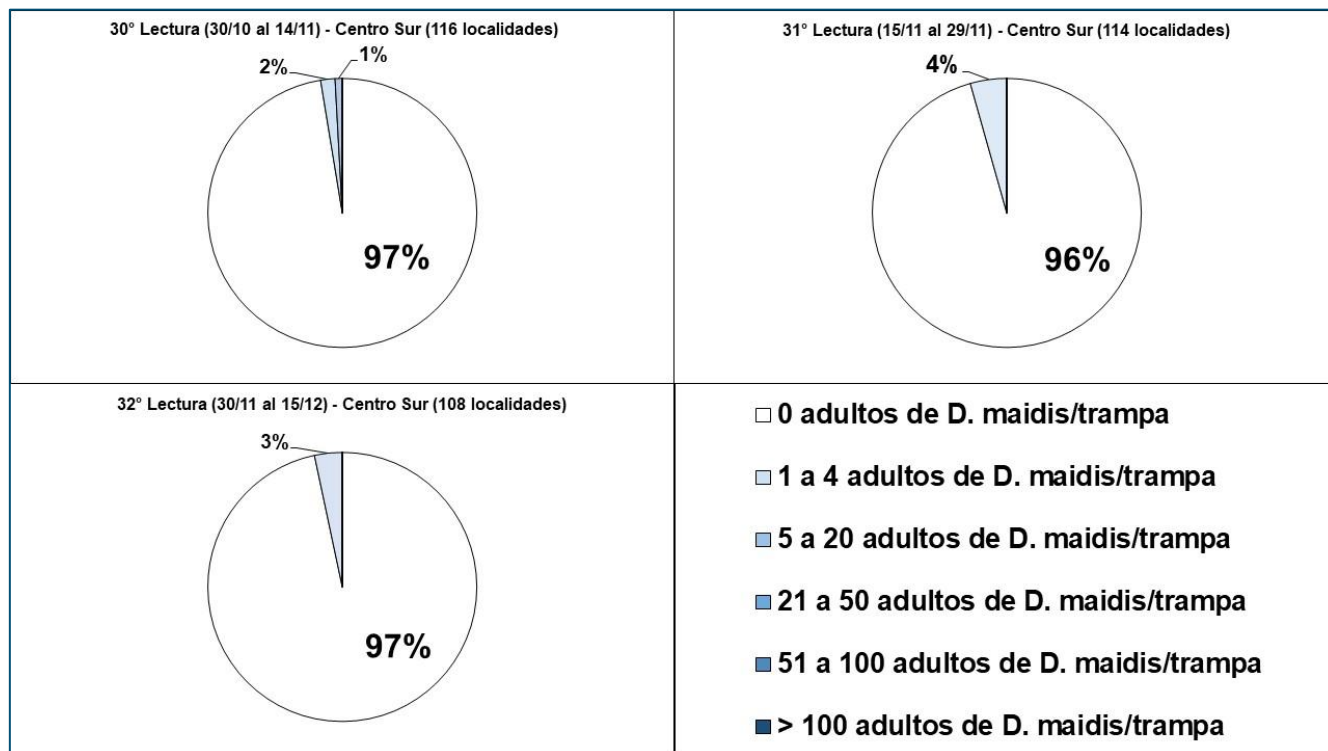 30° Lectura (30/10 al 14/11) - Centro Sur (116 localidades)
2%
1%
97%
31° Lectura (15/11 al 29/11) - Centro Sur (114 localidades)
4%
96%
32° Lectura (30/11 al 15/12) - Centro Sur (108 localidades)
3%
97%
0 adultos de D. maidis/trampa
1 a 4 adultos de D. maidis/trampa
5 a 20 adultos de D. maidis/trampa
21 a 50 adultos de D. maidis/trampa
51 a 100 adultos de D. maidis/trampa
> 100 adultos de D. maidis/trampa